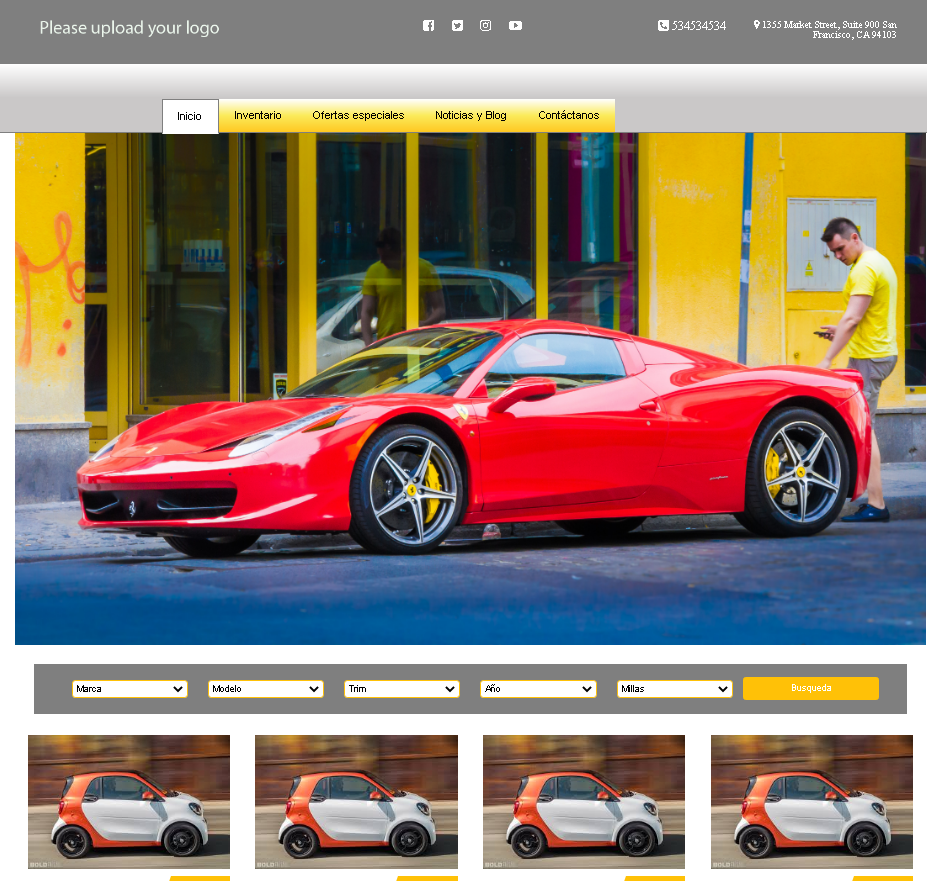 Please upload your logo
534534534
1355 Market Street, Suite 900 San
Francisco, CA 94103
Inicio
Inventario
Ofertas especiales
Noticias y Blog
Contáctanos
Marca
Modelo
Trim
Año
Millas
Busqueda